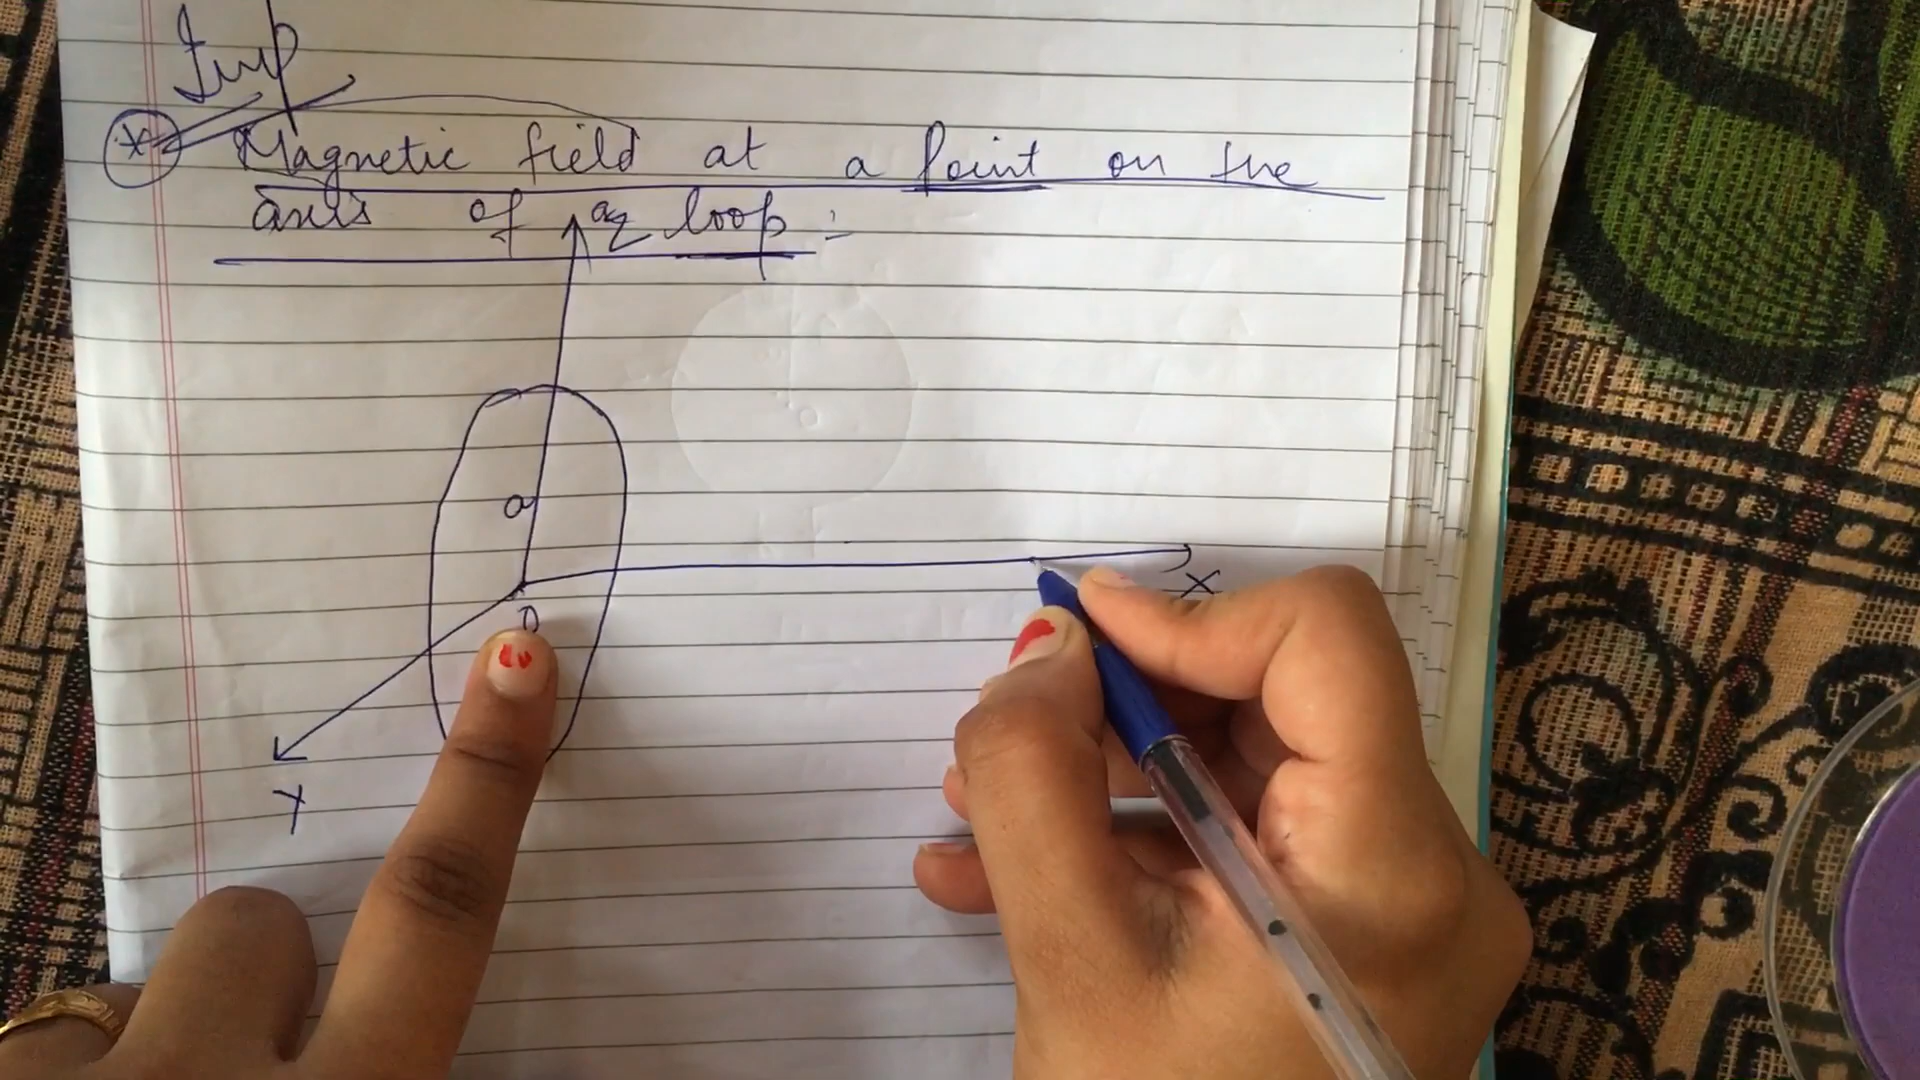 Imp
* Magnetic field at a point on the
axis of a loop :
a
O
X
Y